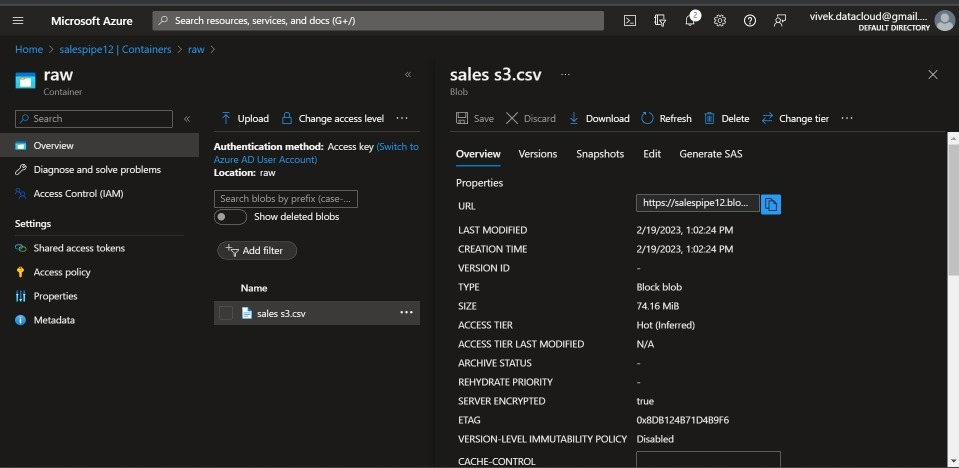 Microsoft Azure
Search resources, services, and docs (G+/)
2
vivek.datacloud@gmail....
DEFAULT DIRECTORY
Home > salespipe12 | Containers > raw >
raw
Container
«
Search
«
Overview
Diagnose and solve problems
Access Control (IAM)
Settings
Shared access tokens
Access policy
Properties
Metadata
Upload
Change access level
...
Authentication method: Access key (Switch to
Azure AD User Account)
Location: raw
Search blobs by prefix (case-...
Show deleted blobs
Add filter
Name
sales s3.csv
...
sales s3.csv ...
Blob
Save
Discard
Download
Refresh
Delete
Change tier
...
Overview
Versions
Snapshots
Edit
Generate SAS
Properties
URL https://salespipe12.blo...
LAST MODIFIED 2/19/2023, 1:02:24 PM
CREATION TIME 2/19/2023, 1:02:24 PM
VERSION ID -
TYPE Block blob
SIZE 74.16 MiB
ACCESS TIER Hot (Inferred)
ACCESS TIER LAST MODIFIED N/A
ARCHIVE STATUS -
REHYDRATE PRIORITY -
SERVER ENCRYPTED true
ETAG 0x8DB124B71D4B9F6
VERSION-LEVEL IMMUTABILITY POLICY Disabled
CACHE-CONTROL